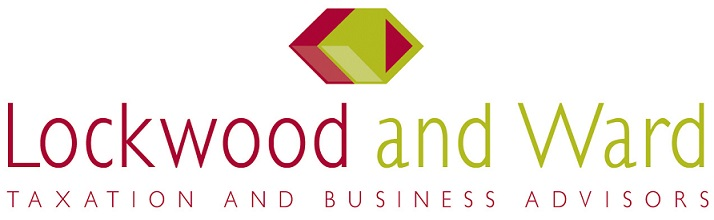 Lockwood and Ward
TAXATION AND BUSINESS ADVISORS